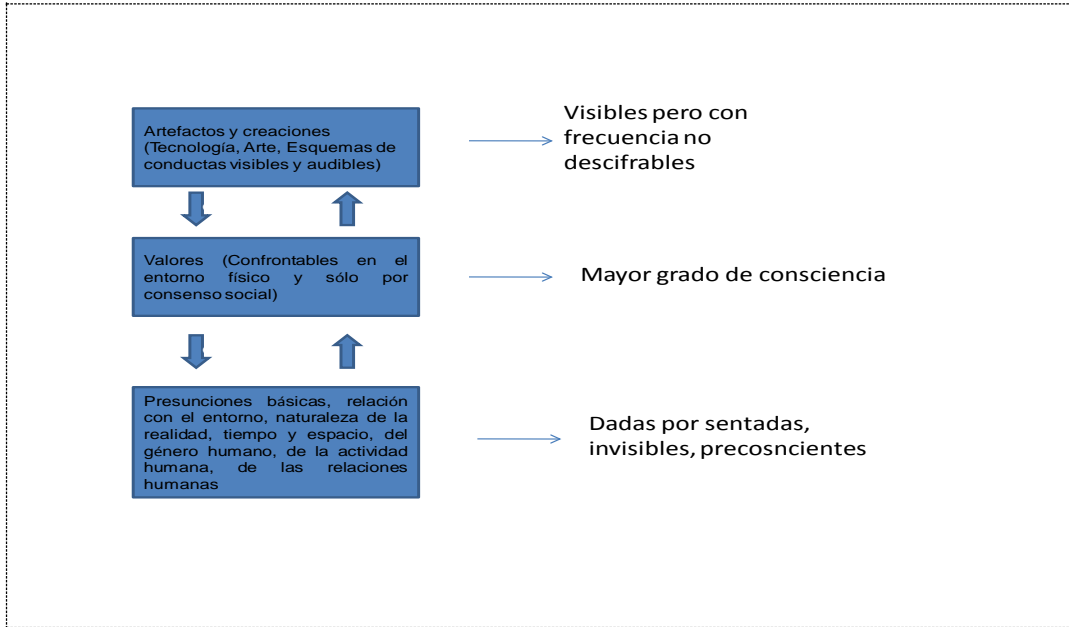 Artefactos y creaciones
(Tecnología, Arte, Esquemas de
conductas visibles y audibles)
Visibles pero con
frecuencia no
descifrables
Valores (Confrontables en el
entorno físico y sólo por
consenso social)
Mayor grado de consciencia
Presunciones básicas, relación
con el entorno, naturaleza de la
realidad, tiempo y espacio, del
género humano, de la actividad
humana, de las relaciones
humanas
Dadas por sentadas,
invisibles, precosncientes